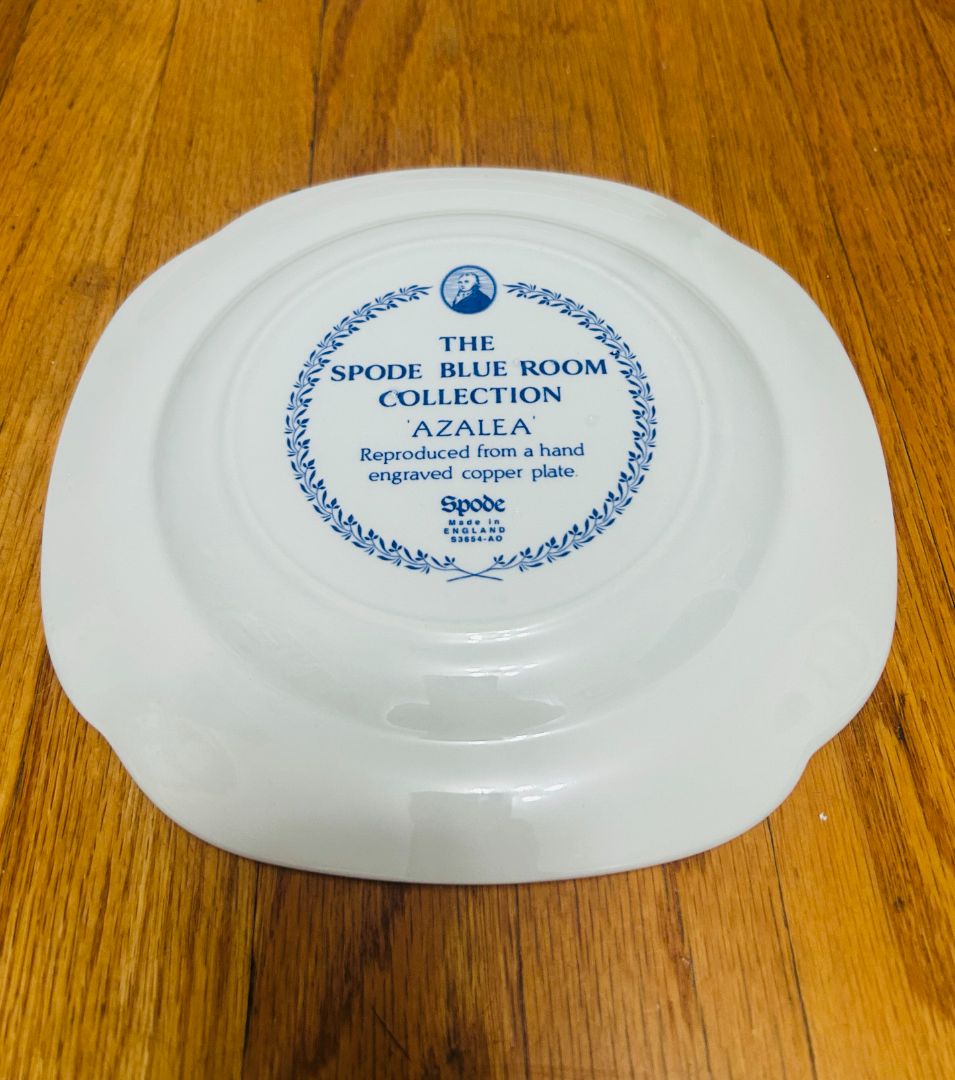 THE
SPODE BLUE ROOM
COLLECTION
'AZALEA'
Reproduced from a hand
engraved copper plate.
Spode
Made in
ENGLAND
S3654-AO